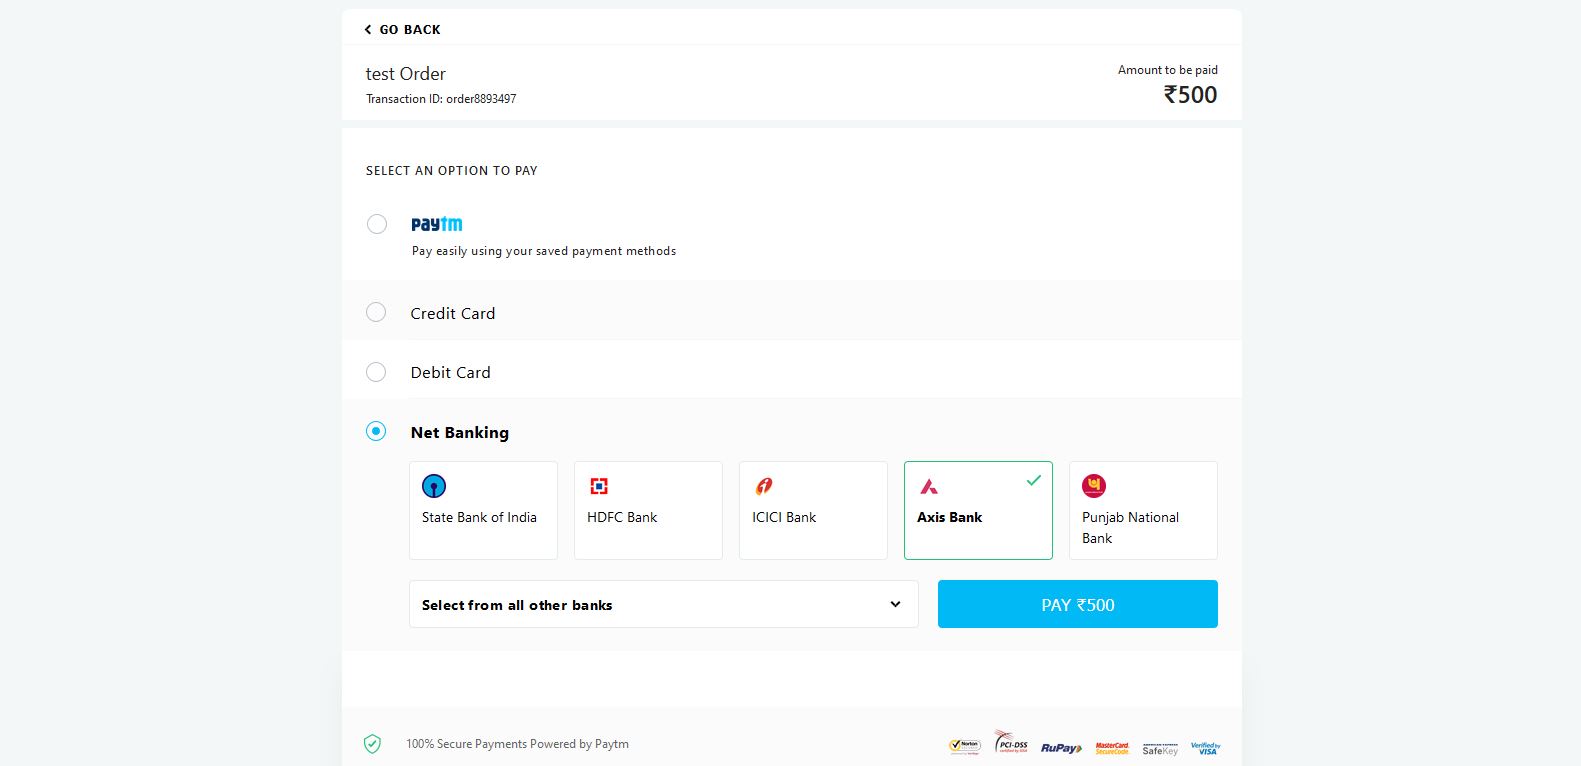 GO BACK
test Order
Transaction ID: order8893497
Amount to be paid
₹500
SELECT AN OPTION TO PAY
paytm
Pay easily using your saved payment methods
Credit Card
Debit Card
Net Banking
State Bank of India
HDFC Bank
ICICI Bank
Axis Bank
Punjab National
Bank
Select from all other banks
PAY ₹500
100% Secure Payments Powered by Paytm
Norton
PCI-DSS
RuPay
MasterCard.
SecureCode.
AMERICAN EXPRESS
SafeKey
Verified by
VISA